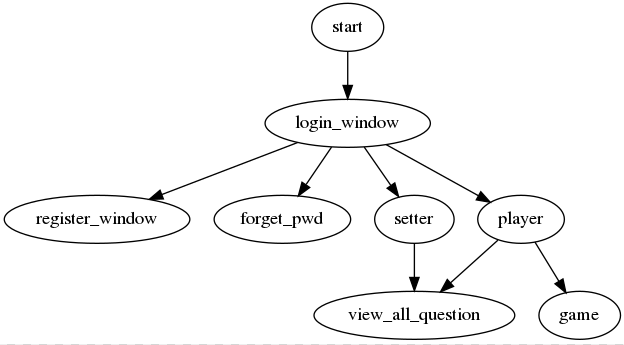 start
login_window
register_window
forget_pwd
setter
player
view_all_question
game